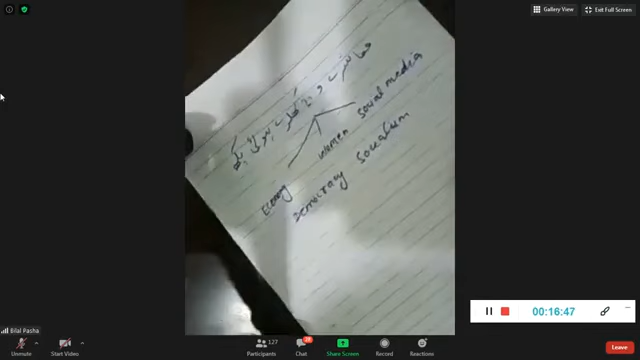 Gallery View
Exit Full Screen
social media
women
Economy
Democracy socialism
00:16:47
Bilal Pasha
Unmute
Start Video
127
Participants
Chat
Share Screen
Record
Reactions
Leave